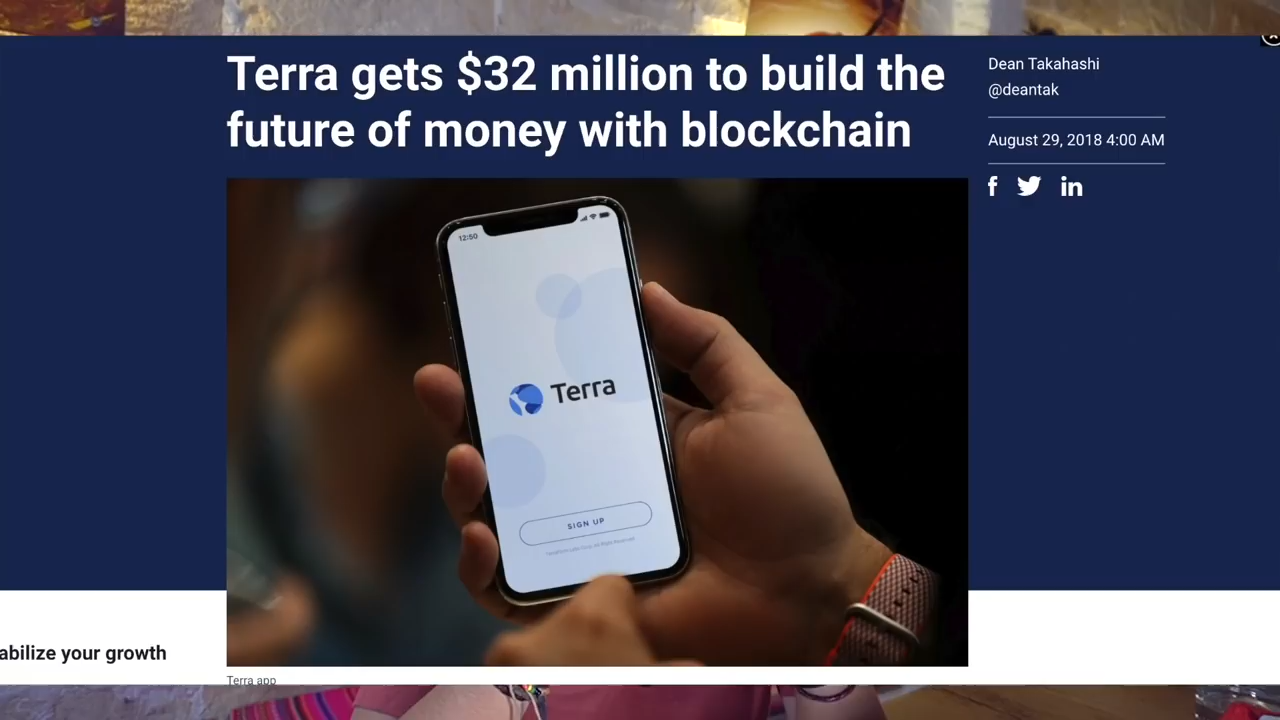 Terra gets $32 million to build the
future of money with blockchain
Dean Takahashi
@deantak
August 29, 2018 4:00 AM
f
in
12:50
Terra
SIGN UP
abilize your growth
Terra app